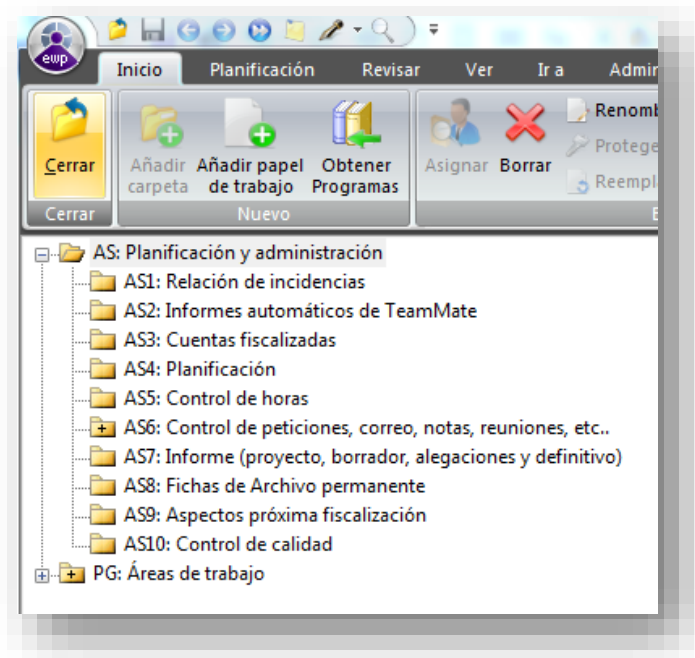 ewp
Inicio Planificación Revisar Ver Ir a
Cerrar
Añadir carpeta
Añadir papel de trabajo
Obtener Programas
Asignar
Borrar
Cerrar
Nuevo
AS: Planificación y administración
AS1: Relación de incidencias
AS2: Informes automáticos de TeamMate
AS3: Cuentas fiscalizadas
AS4: Planificación
AS5: Control de horas
AS6: Control de peticiones, correo, notas, reuniones, etc..
AS7: Informe (proyecto, borrador, alegaciones y definitivo)
AS8: Fichas de Archivo permanente
AS9: Aspectos próxima fiscalización
AS10: Control de calidad
PG: Áreas de trabajo